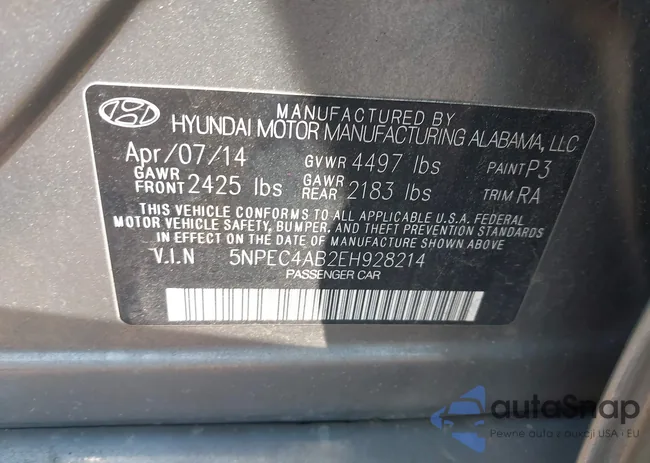 MANUFACTURED BY
HYUNDAI MOTOR MANUFACTURING ALABAMA, LLC
Apr/07/14 GVWR 4497 lbs PAINT P3
GAWR FRONT 2425 lbs GAWR REAR 2183 lbs TRIM RA
THIS VEHICLE CONFORMS TO ALL APPLICABLE U.S.A. FEDERAL
MOTOR VEHICLE SAFETY, BUMPER, AND THEFT PREVENTION STANDARDS
IN EFFECT ON THE DATE OF MANUFACTURE SHOWN ABOVE.
V.I.N 5NPEC4AB2EH928214
PASSENGER CAR
autoSnap
Pewne auta z aukcji USA · EU